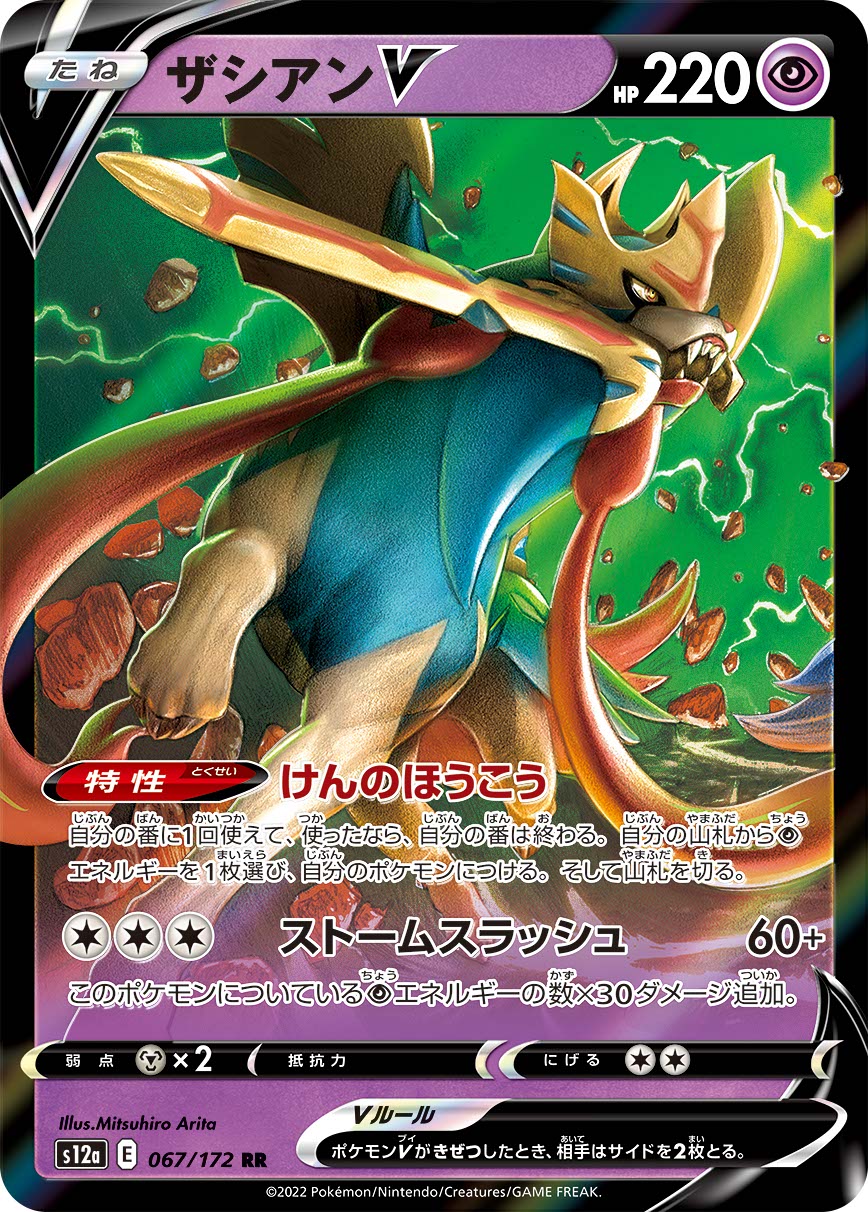 たね ザシアンV HP220
特性 とくせい けんのほうこう
自分の番に1回使えて、使ったなら、自分の番は終わる。自分の山札から超
エネルギーを1枚選び、自分のポケモンにつける。そして山札を切る。
ストームスラッシュ 60+
このポケモンについている超エネルギーの数×30ダメージ追加。
弱点 ×2 抵抗力 にげる
Illus.Mitsuhiro Arita
Vルール
ポケモンVがきぜつしたとき、相手はサイドを2枚とる。
s12a E 067/172 RR
©2022 Pokémon/Nintendo/Creatures/GAME FREAK.